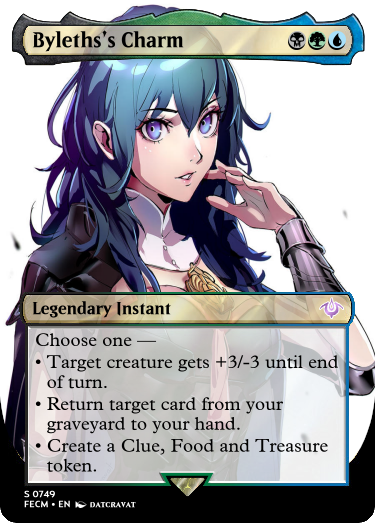 Byleths's Charm
Legendary Instant
Choose one —
• Target creature gets +3/-3 until end
of turn.
• Return target card from your
graveyard to your hand.
• Create a Clue, Food and Treasure
token.
S 0749
FECM • EN DATCRAVAT